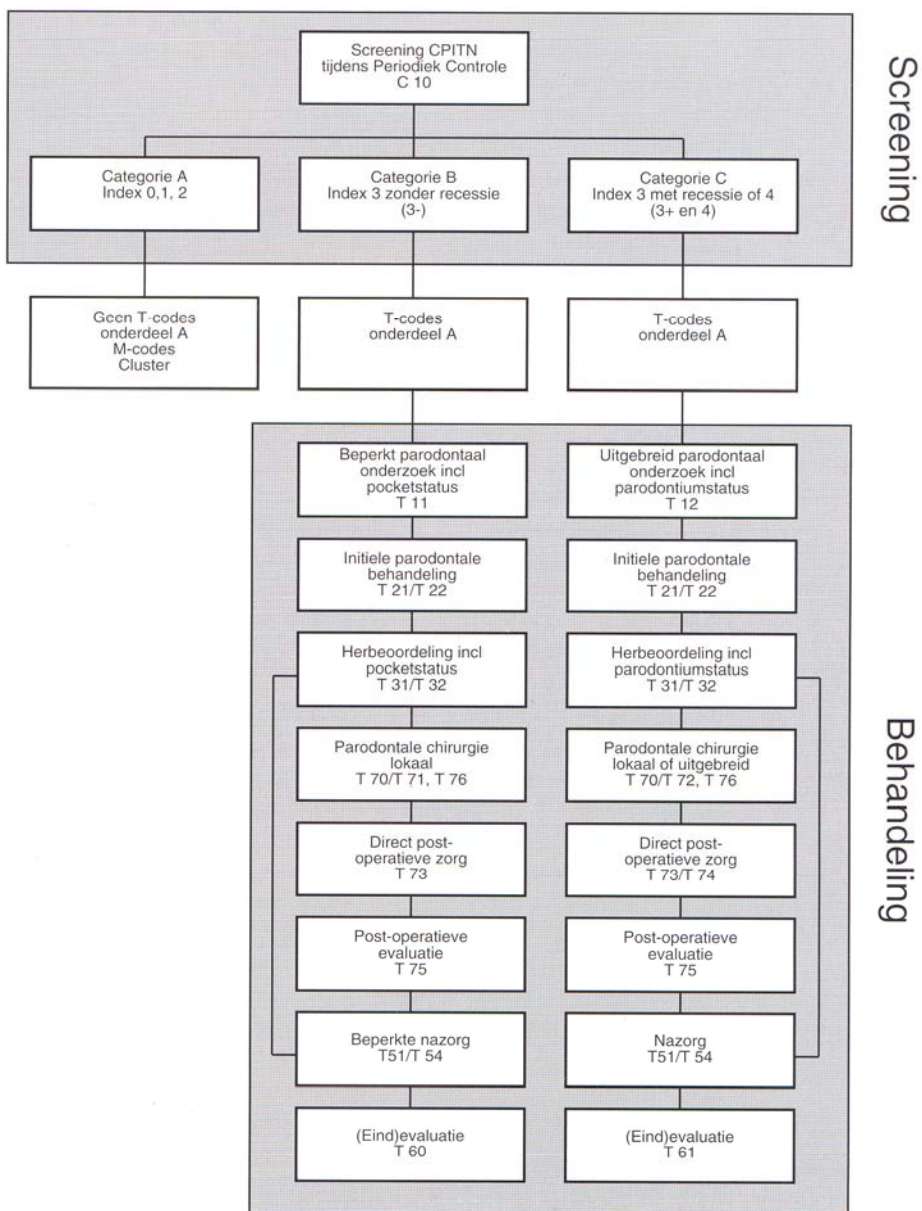 Screening
Screening CPITN
tijdens Periodiek Controle
C 10
Categorie A
Index 0,1, 2
Categorie B
Index 3 zonder recessie
(3-)
Categorie C
Index 3 met recessie of 4
(3+ en 4)
Geen T-codes
onderdeel A
M-codes
Cluster
T-codes
onderdeel A
T-codes
onderdeel A
Behandeling
Beperkt parodontaal
onderzoek incl
pocketstatus
T 11
Uitgebreid parodontaal
onderzoek incl
parodontiumstatus
T 12
Initiele parodontale
behandeling
T 21/T 22
Initiele parodontale
behandeling
T 21/T 22
Herbeoordeling incl
pocketstatus
T 31/T 32
Herbeoordeling incl
parodontiumstatus
T 31/T 32
Parodontale chirurgie
lokaal
T 70/T 71, T 76
Parodontale chirurgie
lokaal of uitgebreid
T 70/T 72, T 76
Direct post-
operatieve zorg
T 73
Direct post-
operatieve zorg
T 73/T 74
Post-operatieve
evaluatie
T 75
Post-operatieve
evaluatie
T 75
Beperkte nazorg
T51/T 54
Nazorg
T51/T 54
(Eind)evaluatie
T 60
(Eind)evaluatie
T 61